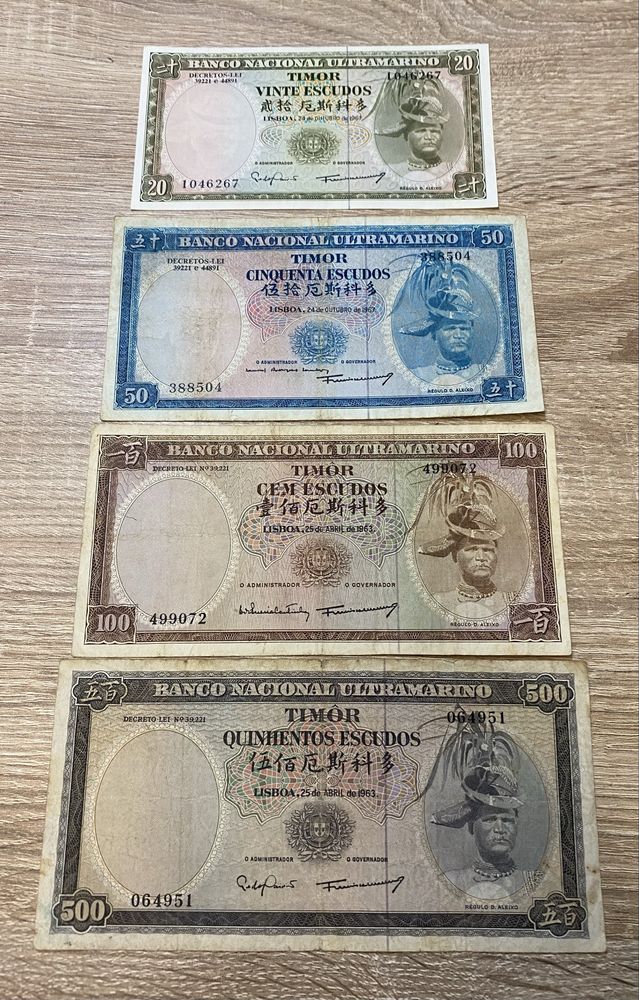 二十 BANCO NACIONAL ULTRAMARINO 20
DECRETOS-LEI
39221 e 44891
TIMOR 1046267
VINTE ESCUDOS
貳拾厄斯科多
LISBOA, 24 de OUTUBRO de 1967.
O ADMINISTRADOR O GOVERNADOR
20 1046267
RÉGULO D. ALEIXO 二十
五十 BANCO NACIONAL ULTRAMARINO 50
DECRETOS-LEI
39221 e 44891
TIMOR 388504
CINQUENTA ESCUDOS
伍拾厄斯科多
LISBOA, 24 de OUTUBRO de 1967.
O ADMINISTRADOR O GOVERNADOR
50 388504
RÉGULO D. ALEIXO 五十
一百 BANCO NACIONAL ULTRAMARINO 100
DECRETO-LEI Nº 39.221
TIMÓR 499072
CEM ESCUDOS
壹佰厄斯科多
LISBOA, 25 de ABRIL de 1963.
O ADMINISTRADOR O GOVERNADOR
100 499072
RÉGULO D. ALEIXO 一百
五百 BANCO NACIONAL ULTRAMARINO 500
DECRETO-LEI Nº 39.221
TIMÓR 064951
QUINHENTOS ESCUDOS
伍佰厄斯科多
LISBOA, 25 de ABRIL de 1963.
O ADMINISTRADOR O GOVERNADOR
500 064951
RÉGULO D. ALEIXO 五百